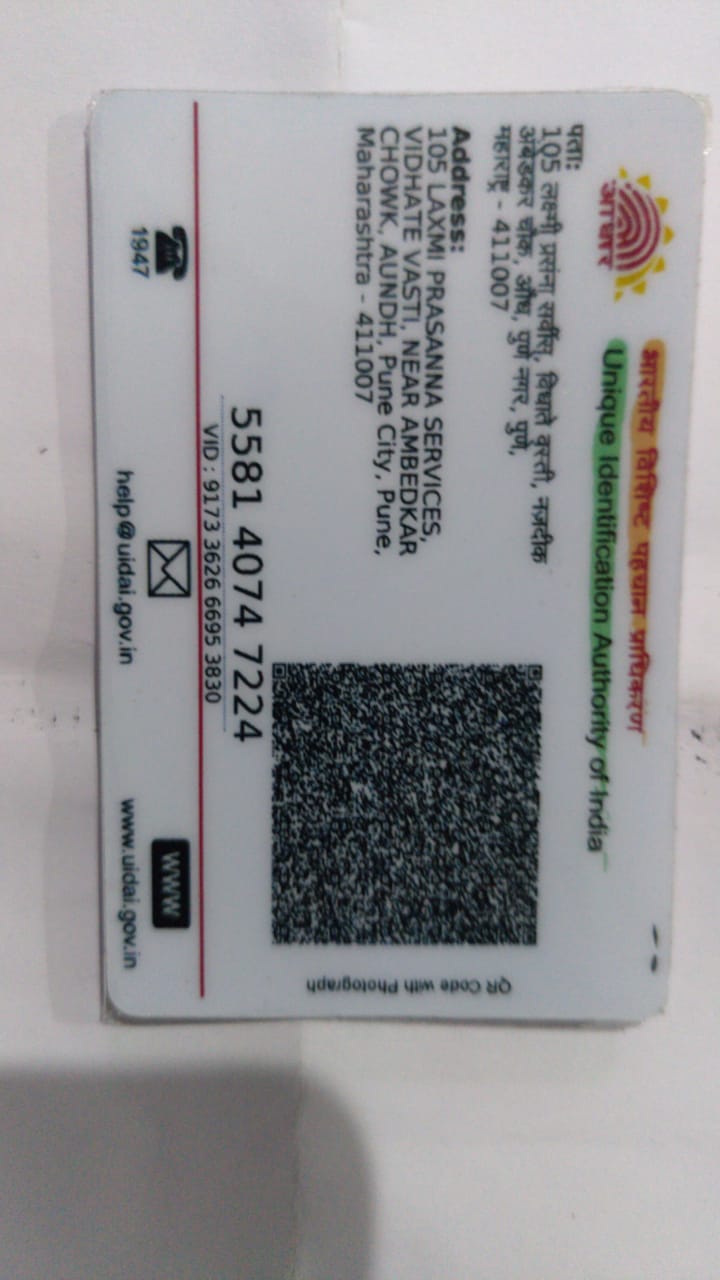 आधार
भारतीय विशिष्ट पहचान प्राधिकरण
Unique Identification Authority of India
पता:
105 लक्ष्मी प्रसंना सर्वीस, विधाते वस्ती, नज़दीक
अंबेडकर चौक, औंध, पुणे नगर, पुणे,
महाराष्ट्र - 411007
Address:
105 LAXMI PRASANNA SERVICES,
VIDHATE VASTI, NEAR AMBEDKAR
CHOWK, AUNDH, Pune City, Pune,
Maharashtra - 411007
QR Code with Photograph
5581 4074 7224
VID : 9173 3626 6695 3830
1947
help@uidai.gov.in
WWW
www.uidai.gov.in